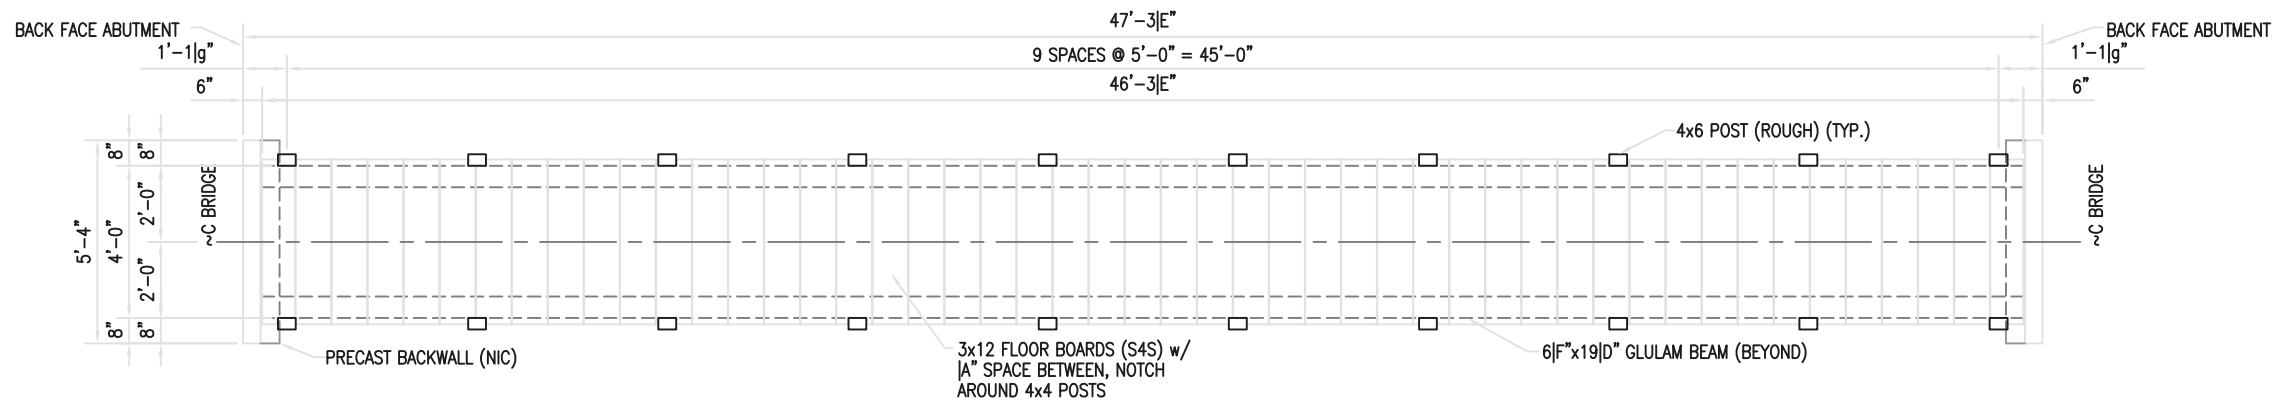 47'-3|E"
BACK FACE ABUTMENT
BACK FACE ABUTMENT
1'-1|g"
9 SPACES @ 5'-0" = 45'-0"
1'-1|g"
6"
46'-3|E"
6"
4x6 POST (ROUGH) (TYP.)
8"
8"
2'-0"
5'-4"
4'-0"
2'-0"
8"
8"
~C BRIDGE
~C BRIDGE
PRECAST BACKWALL (NIC)
3x12 FLOOR BOARDS (S4S) w/
|A" SPACE BETWEEN, NOTCH
AROUND 4x4 POSTS
6|F"x19|D" GLULAM BEAM (BEYOND)